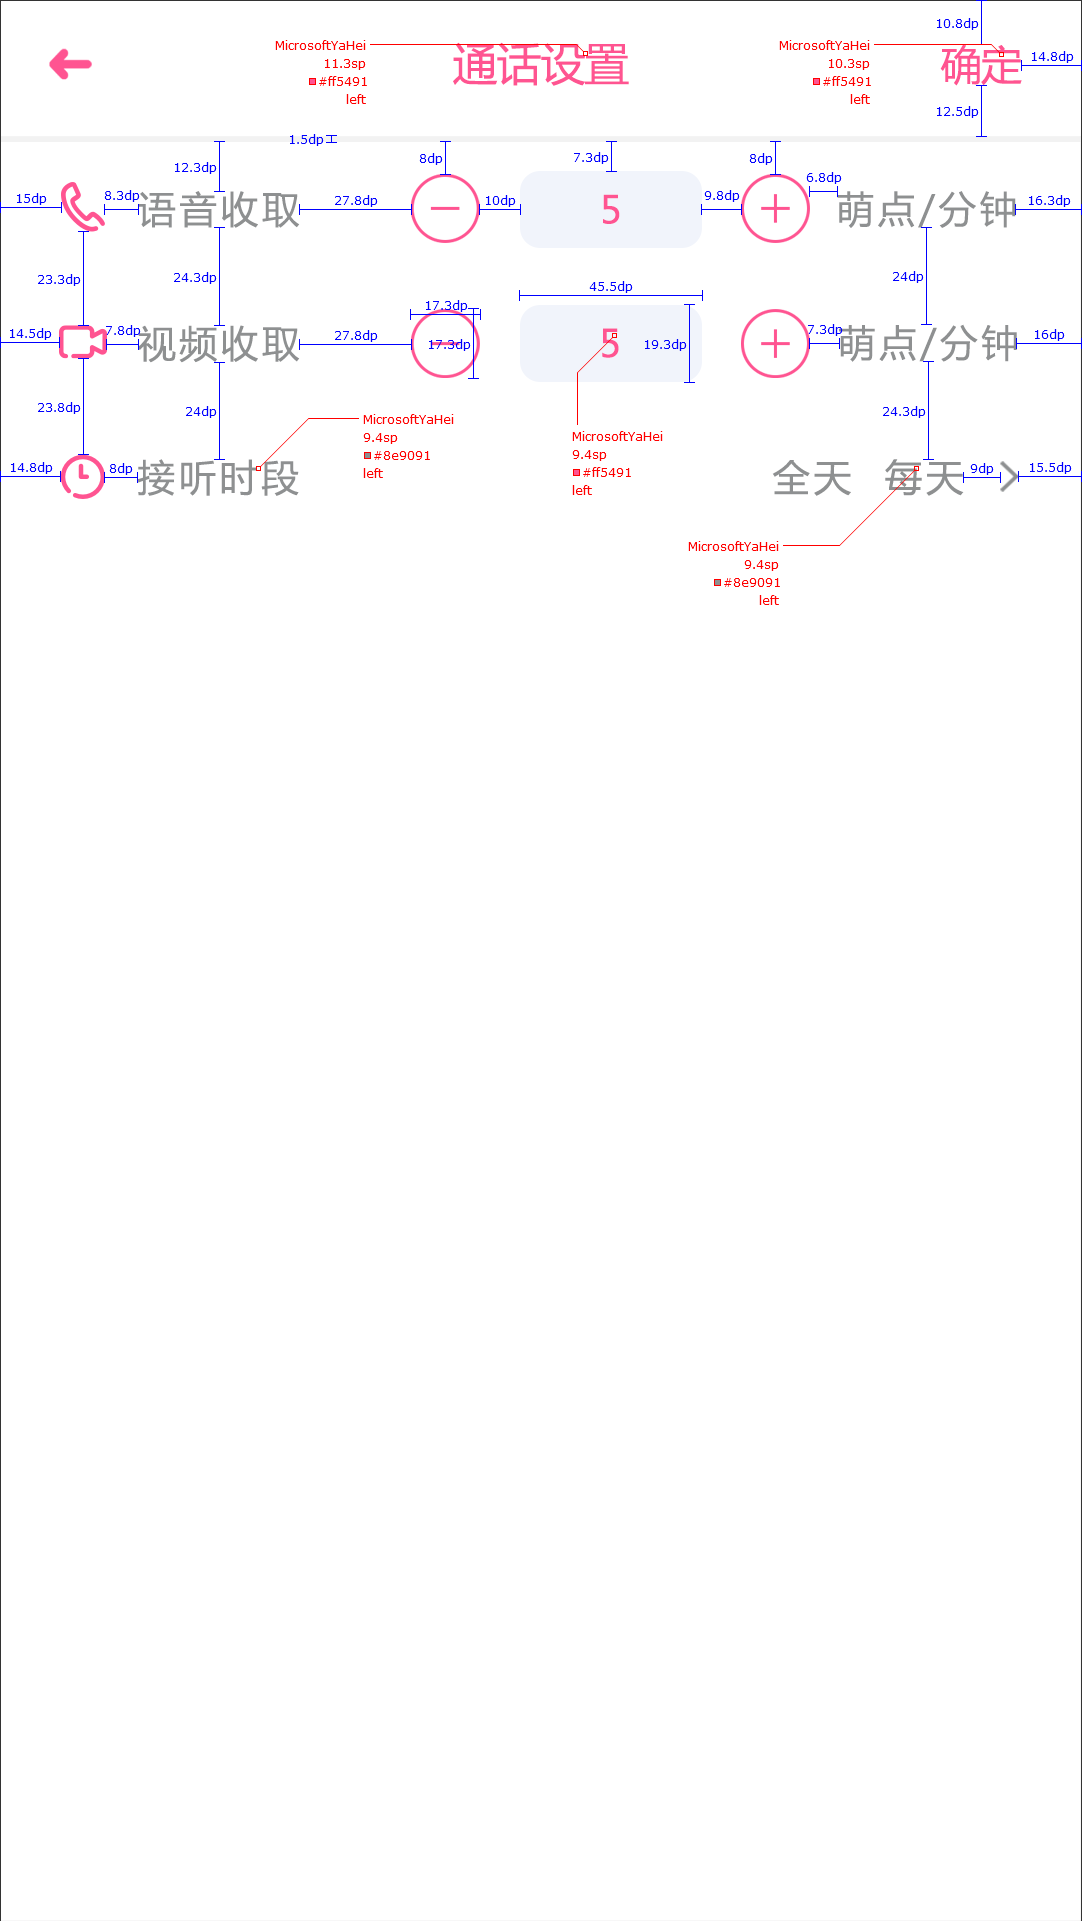 10.8dp
MicrosoftYaHei
11.3sp
#ff5491
left
通话设置
MicrosoftYaHei
10.3sp
#ff5491
left
确定
14.8dp
12.5dp
1.5dp
12.3dp
8dp
7.3dp
8dp
15dp
8.3dp
语音收取
27.8dp
10dp
5
9.8dp
6.8dp
萌点/分钟
16.3dp
23.3dp
24.3dp
24dp
45.5dp
17.3dp
14.5dp
7.8dp
视频收取
27.8dp
17.3dp
5
19.3dp
7.3dp
萌点/分钟
16dp
23.8dp
24dp
24.3dp
MicrosoftYaHei
9.4sp
#8e9091
left
MicrosoftYaHei
9.4sp
#ff5491
left
14.8dp
8dp
接听时段
全天 每天
9dp
15.5dp
MicrosoftYaHei
9.4sp
#8e9091
left